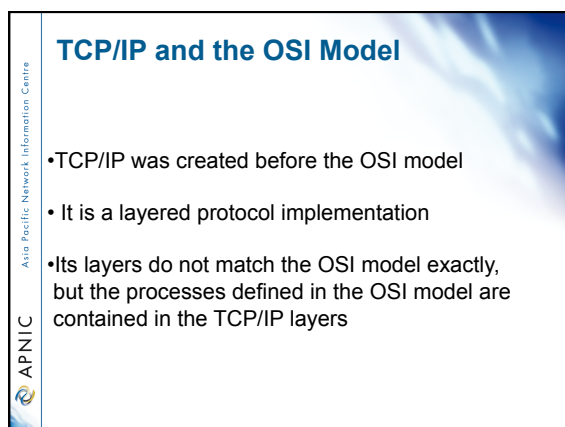 TCP/IP and the OSI Model
•TCP/IP was created before the OSI model
• It is a layered protocol implementation
•Its layers do not match the OSI model exactly,
but the processes defined in the OSI model are
contained in the TCP/IP layers
Asia Pacific Network Information Centre
APNIC